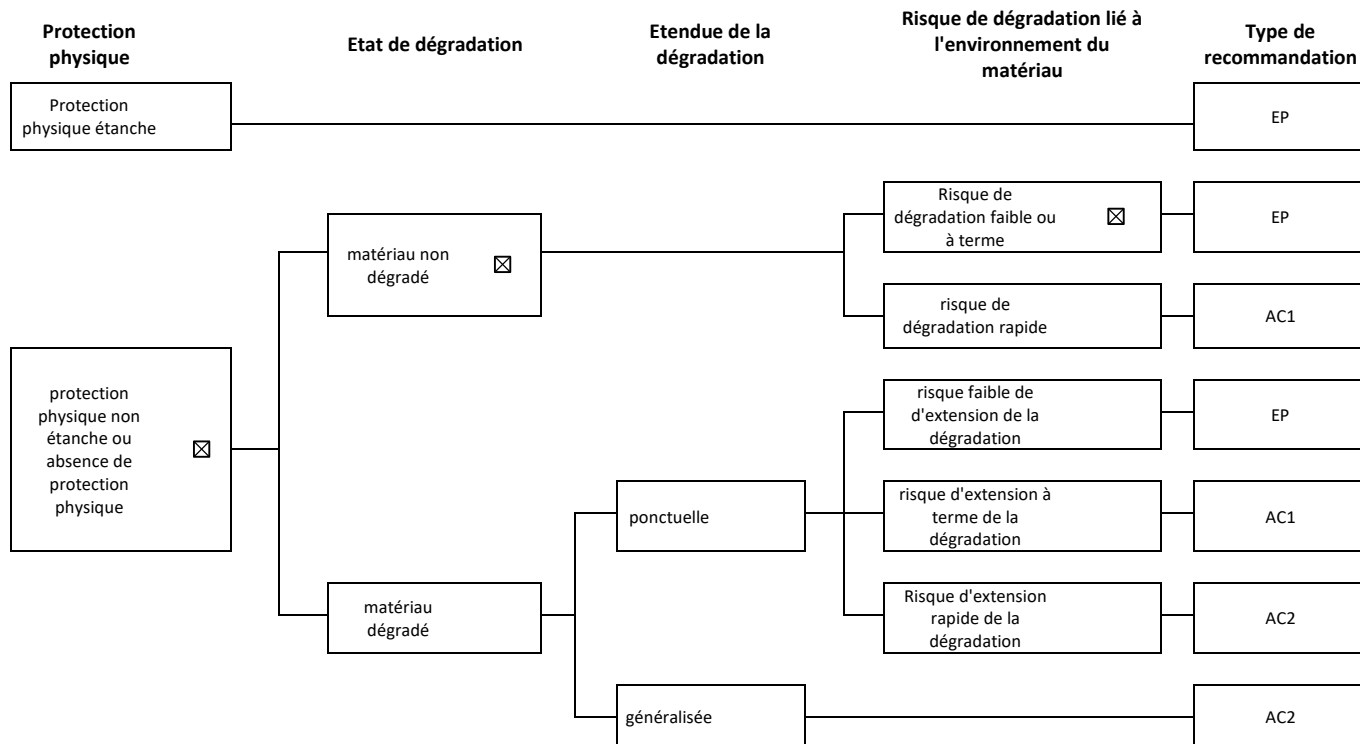 Protection
physique
Etat de dégradation
Etendue de la
dégradation
Risque de dégradation lié à
l'environnement du
matériau
Type de
recommandation
Protection
physique étanche
EP
matériau non
dégradé
Risque de
dégradation faible ou
à terme
EP
risque de
dégradation rapide
AC1
protection
physique non
étanche ou
absence de
protection
physique
risque faible de
d'extension de la
dégradation
EP
ponctuelle
risque d'extension à
terme de la
dégradation
AC1
matériau
dégradé
Risque d'extension
rapide de la
dégradation
AC2
généralisée
AC2